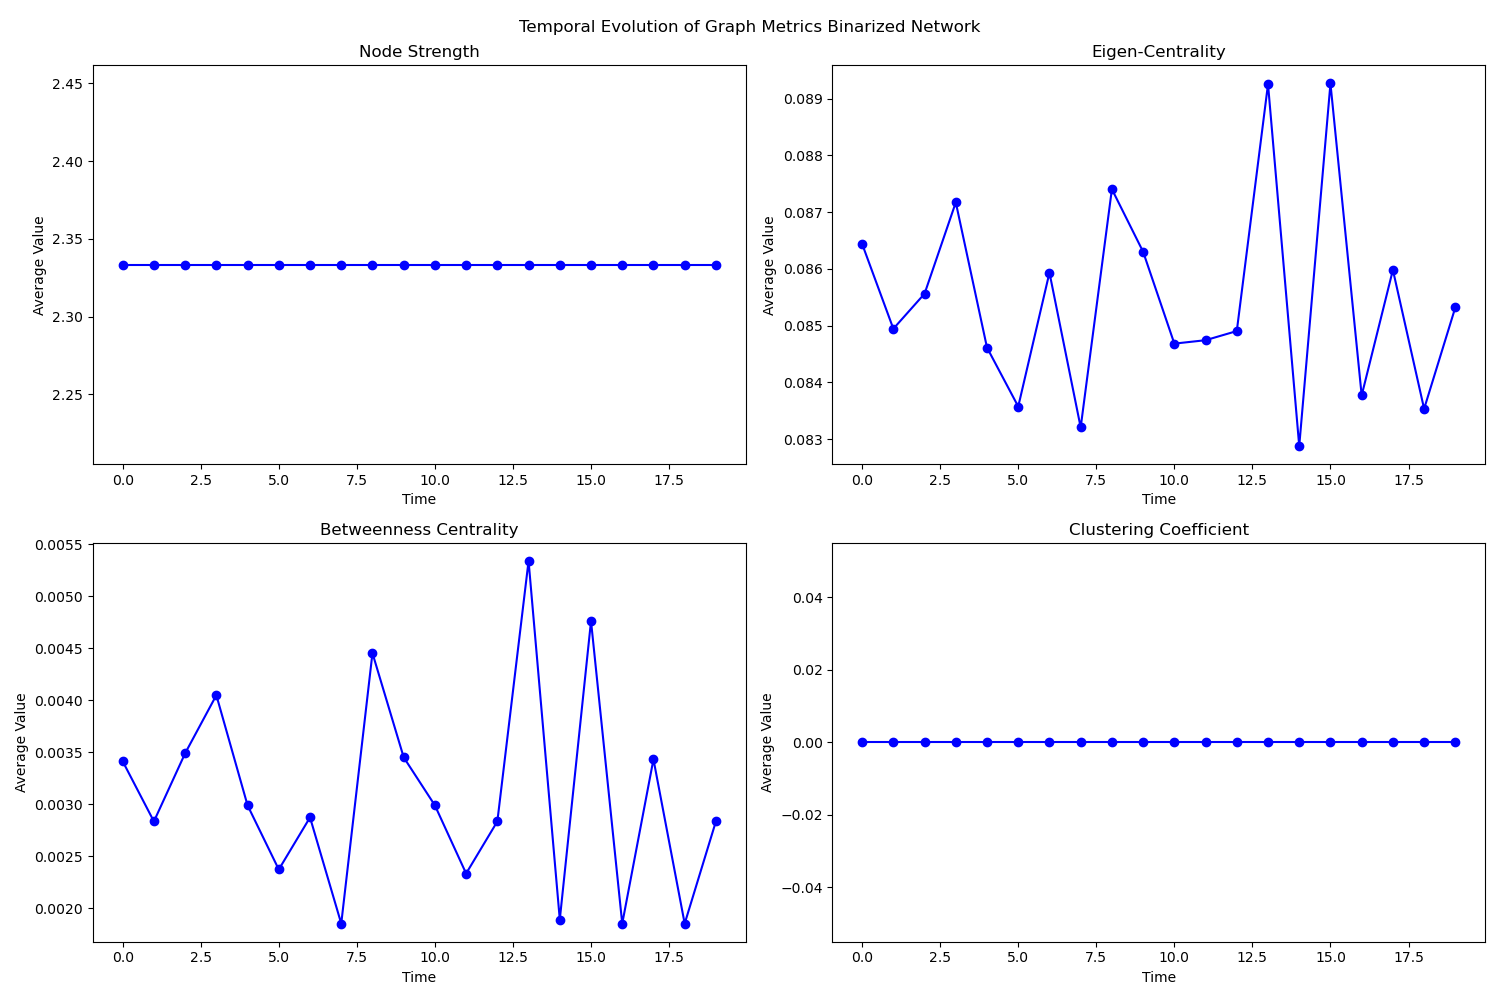 Temporal Evolution of Graph Metrics Binarized Network
Node Strength
2.45
2.40
2.35
2.30
2.25
Average Value
0.0 2.5 5.0 7.5 10.0 12.5 15.0 17.5
Time
Eigen-Centrality
0.089
0.088
0.087
0.086
0.085
0.084
0.083
Average Value
0.0 2.5 5.0 7.5 10.0 12.5 15.0 17.5
Time
Betweenness Centrality
0.0055
0.0050
0.0045
0.0040
0.0035
0.0030
0.0025
0.0020
Average Value
0.0 2.5 5.0 7.5 10.0 12.5 15.0 17.5
Time
Clustering Coefficient
0.04
0.02
0.00
−0.02
−0.04
Average Value
0.0 2.5 5.0 7.5 10.0 12.5 15.0 17.5
Time